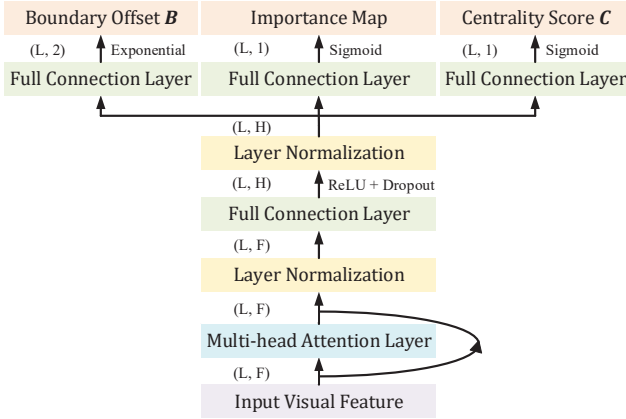 Boundary Offset B
Importance Map
Centrality Score C
(L, 2) Exponential
(L, 1) Sigmoid
(L, 1) Sigmoid
Full Connection Layer
Full Connection Layer
Full Connection Layer
(L, H)
Layer Normalization
(L, H) ReLU + Dropout
Full Connection Layer
(L, F)
Layer Normalization
(L, F)
Multi-head Attention Layer
(L, F)
Input Visual Feature